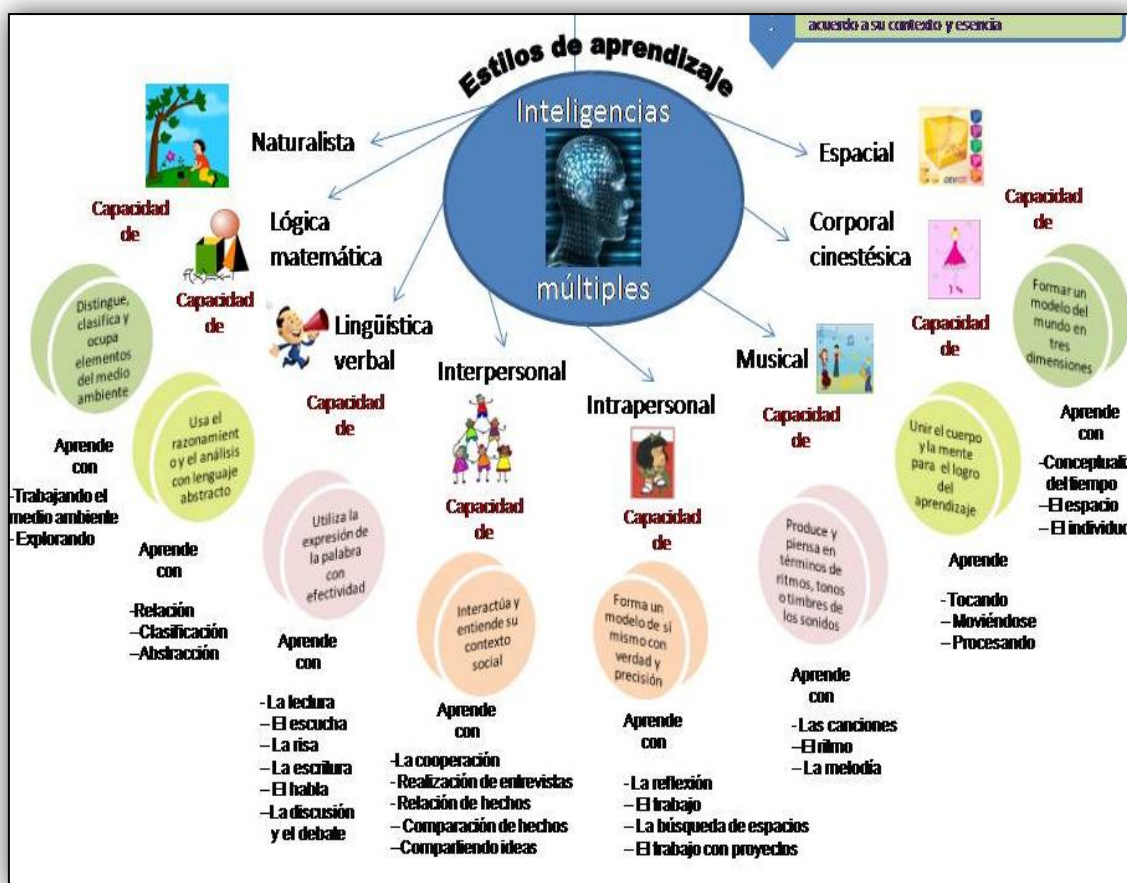 acuerdo a su contexto y esencia
Estilos de aprendizaje
Inteligencias
múltiples
Naturalista
Capacidad
de
Distingue,
clasifica y
ocupa
elementos
del medio
ambiente
Aprende
con
-Trabajando el
medio ambiente
-Explorando
Lógica
matemática
Capacidad
de
Usa el
razonamient
o y el análisis
con lenguaje
abstracto
Aprende
con
-Relación
–Clasificación
–Abstracción
Lingüística
verbal
Capacidad
de
Utiliza la
expresión de
la palabra
con
efectividad
Aprende
con
-La lectura
–El escucha
–La risa
–La escritura
–El habla
–La discusión
y el debate
Interpersonal
Capacidad
de
Interactúa y
entiende su
contexto
social
Aprende
con
-La cooperación
-Realización de entrevistas
-Relación de hechos
–Comparación de hechos
–Compartiendo ideas
Intrapersonal
Capacidad
de
Forma un
modelo de sí
mismo con
verdad y
precisión
Aprende
con
-La reflexión
–El trabajo
–La búsqueda de espacios
–El trabajo con proyectos
Musical
Capacidad
de
Produce y
piensa en
términos de
ritmos, tonos
o timbres de
los sonidos
Aprende
con
-Las canciones
–El ritmo
–La melodía
Corporal
cinestésica
Capacidad
de
Unir el cuerpo
y la mente
para el logro
del
aprendizaje
Aprende
-Tocando
–Moviéndose
–Procesando
Espacial
Capacidad
de
Formar un
modelo del
mundo en
tres
dimensiones
Aprende
con
-Conceptualiz
del tiempo
–El espacio
–El individuo